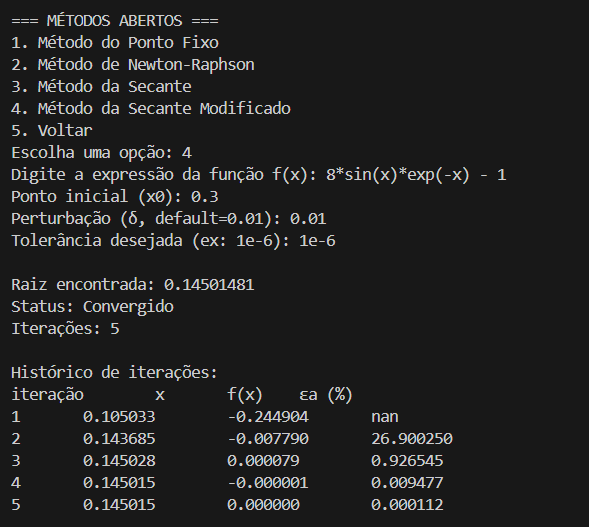 === MÉTODOS ABERTOS ===
1. Método do Ponto Fixo
2. Método de Newton-Raphson
3. Método da Secante
4. Método da Secante Modificado
5. Voltar
Escolha uma opção: 4
Digite a expressão da função f(x): 8*sin(x)*exp(-x) - 1
Ponto inicial (x0): 0.3
Perturbação (δ, default=0.01): 0.01
Tolerância desejada (ex: 1e-6): 1e-6
Raiz encontrada: 0.14501481
Status: Convergido
Iterações: 5
Histórico de iterações:
iteração x f(x) εa (%)
1 0.105033 -0.244904 nan
2 0.143685 -0.007790 26.900250
3 0.145028 0.000079 0.926545
4 0.145015 -0.000001 0.009477
5 0.145015 0.000000 0.000112